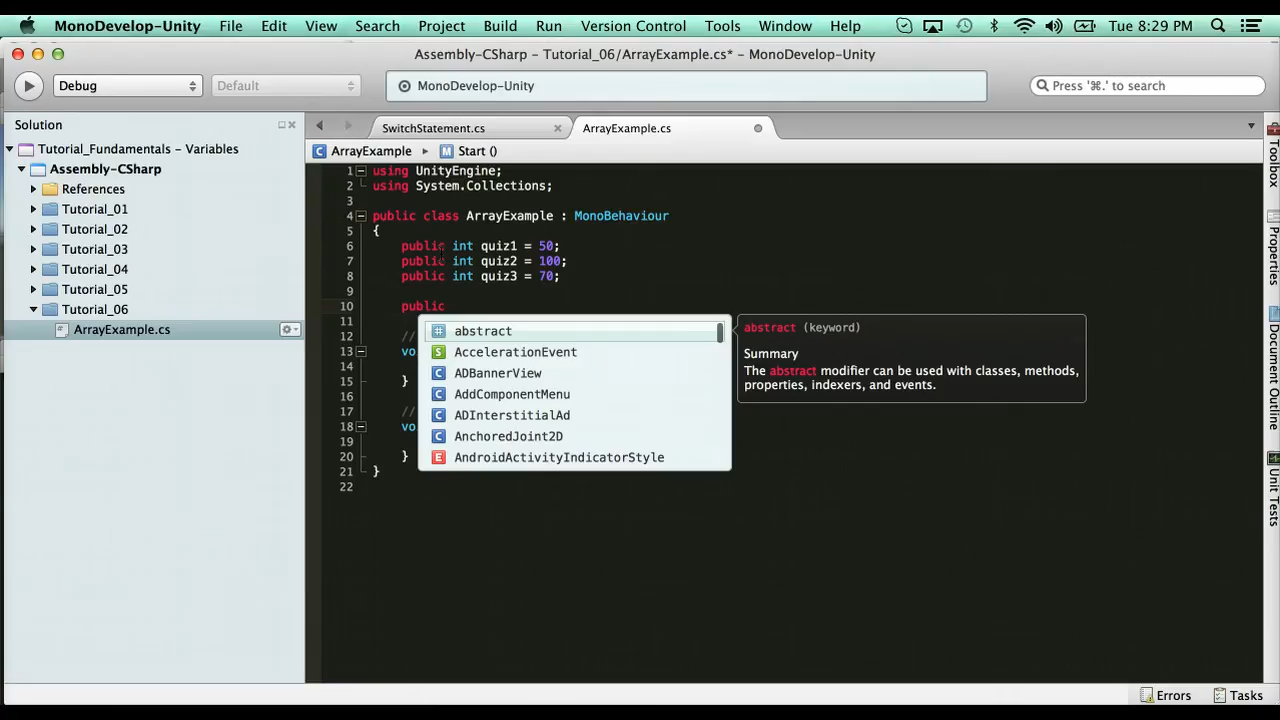 MonoDevelop-Unity File Edit View Search Project Build Run Version Control Tools Window Help Tue 8:29 PM
Assembly-CSharp – Tutorial_06/ArrayExample.cs* – MonoDevelop-Unity
Debug Default MonoDevelop-Unity Press '⌘.' to search
Solution
Tutorial_Fundamentals - Variables
Assembly-CSharp
References
Tutorial_01
Tutorial_02
Tutorial_03
Tutorial_04
Tutorial_05
Tutorial_06
ArrayExample.cs
SwitchStatement.cs ArrayExample.cs
ArrayExample Start ()
1 using UnityEngine;
2 using System.Collections;
3
4 public class ArrayExample : MonoBehaviour
5 {
6 public int quiz1 = 50;
7 public int quiz2 = 100;
8 public int quiz3 = 70;
9
10 public
11
12 //
13 vo
14
15 }
16
17 //
18 vo
19
20 }
21 }
22
abstract
AccelerationEvent
ADBannerView
AddComponentMenu
ADInterstitialAd
AnchoredJoint2D
AndroidActivityIndicatorStyle
abstract (keyword)
Summary
The abstract modifier can be used with classes, methods,
properties, indexers, and events.
Toolbox
Properties
Document Outline
Unit Tests
Errors Tasks